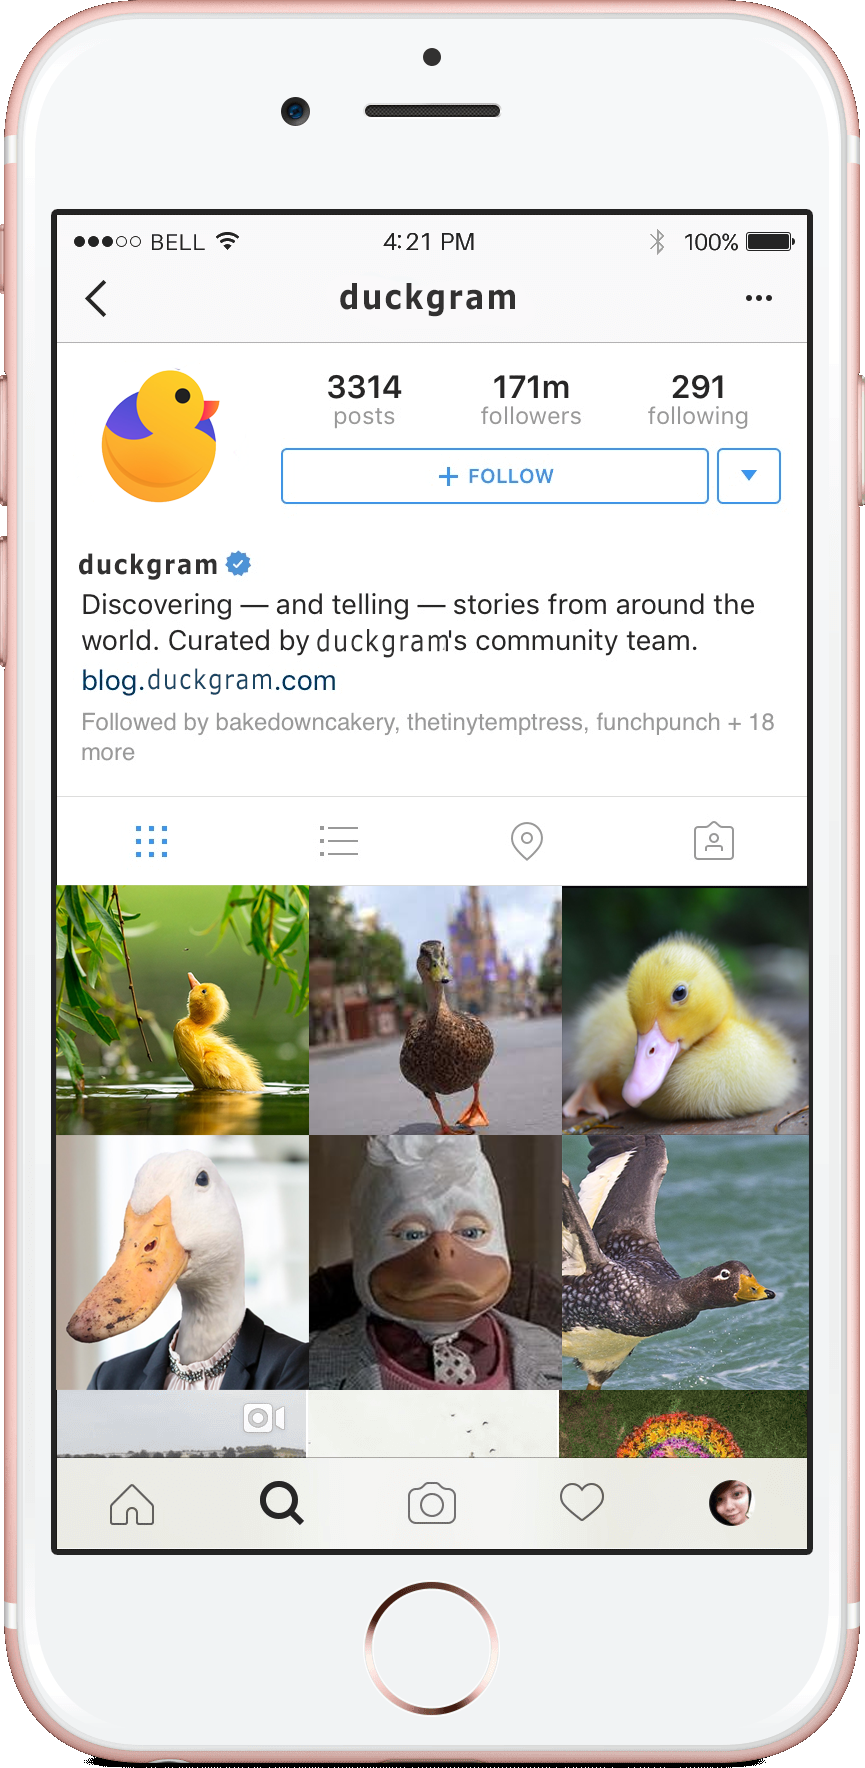 BELL 4:21 PM 100%
duckgram
3314 171m 291
posts followers following
+ FOLLOW
duckgram
Discovering — and telling — stories from around the
world. Curated by duckgram's community team.
blog.duckgram.com
Followed by bakedowncakery, thetinytemptress, funchpunch + 18
more